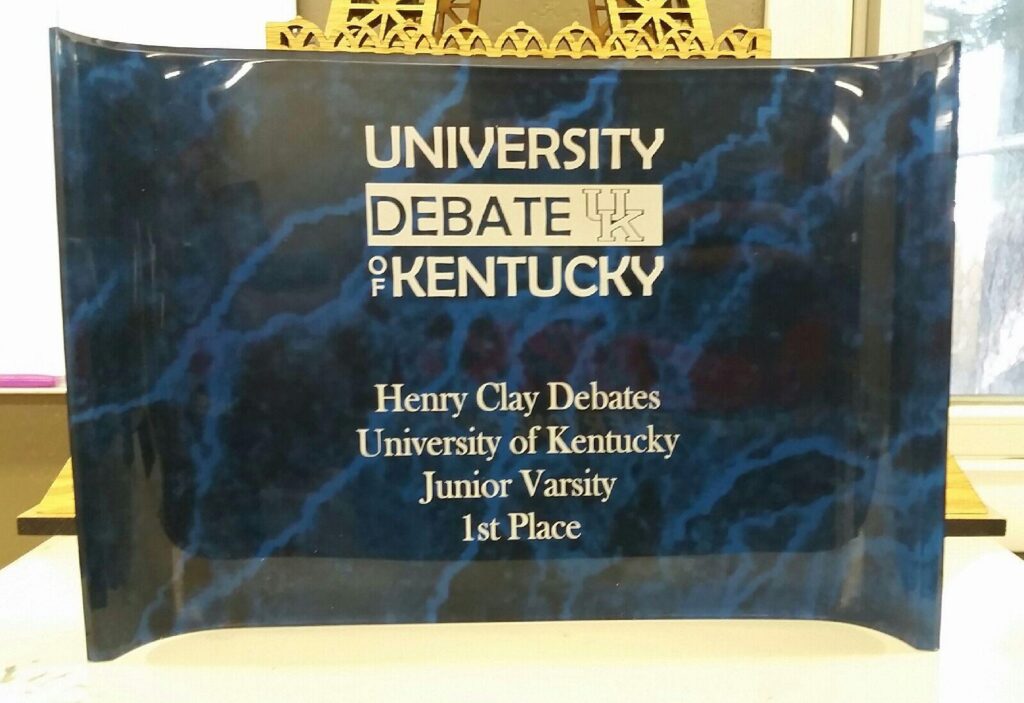 UNIVERSITY
DEBATE UK
OF KENTUCKY
Henry Clay Debates
University of Kentucky
Junior Varsity
1st Place